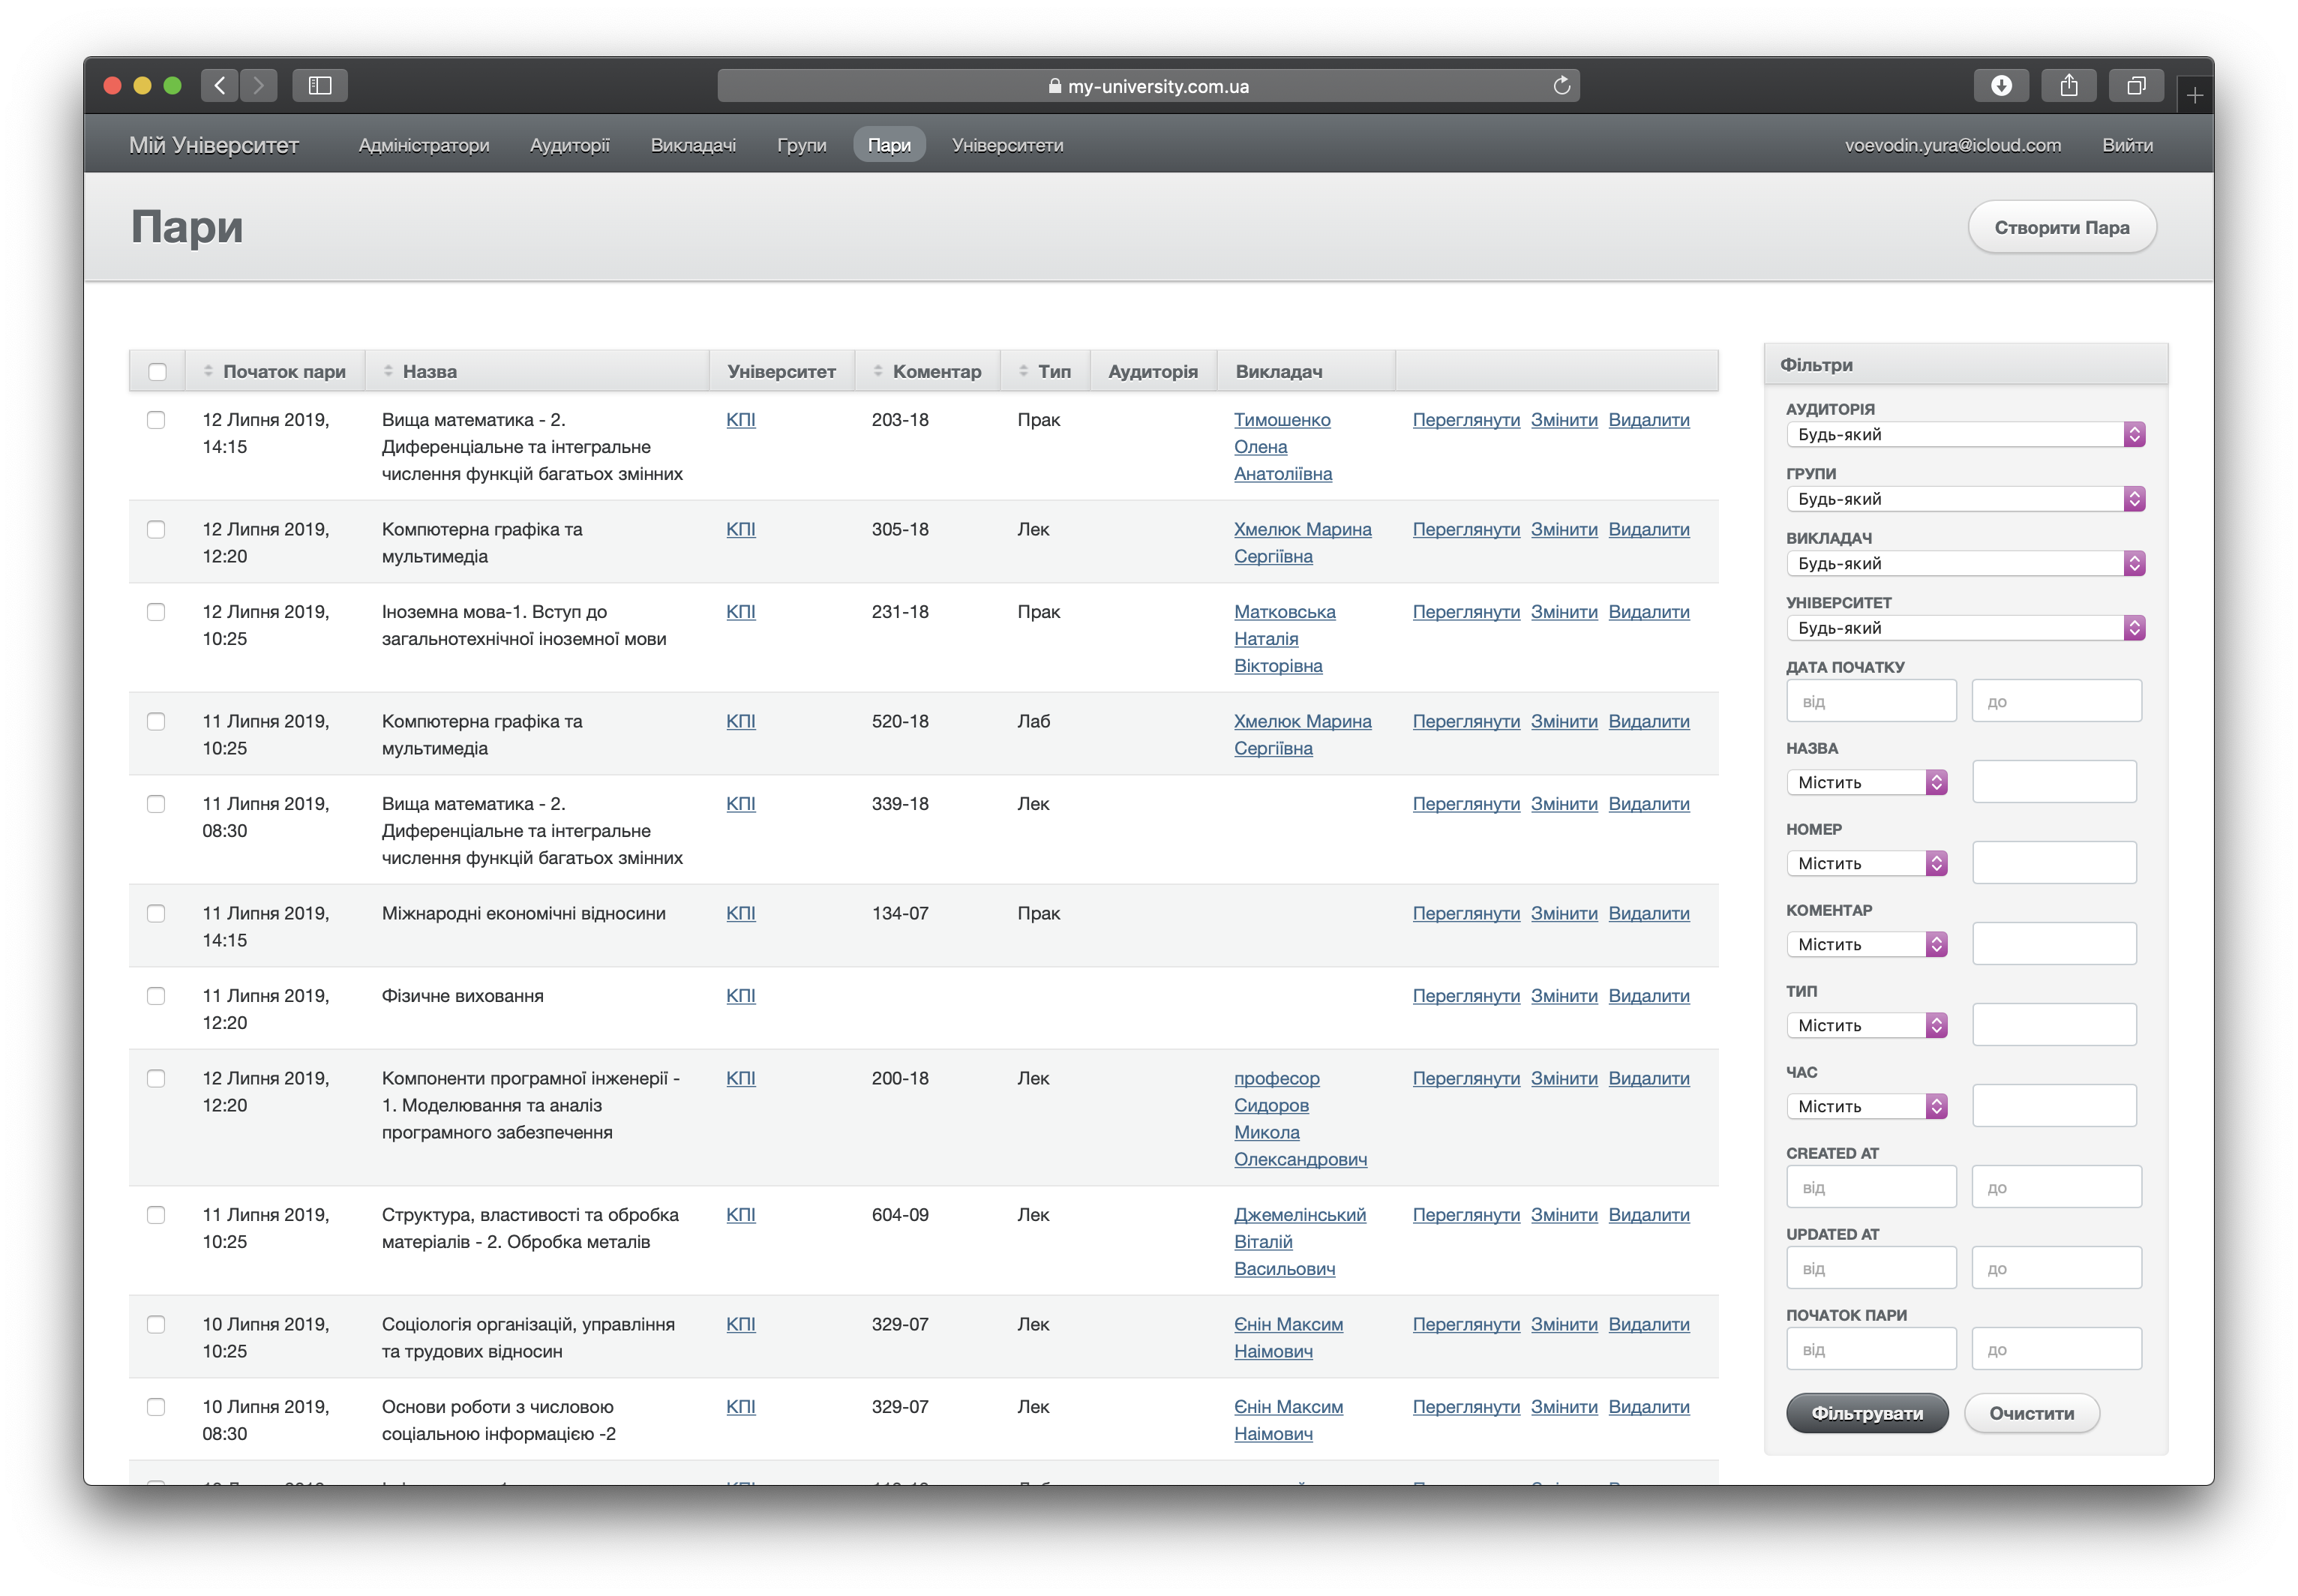 my-university.com.ua
Мій Університет Адміністратори Аудиторії Викладачі Групи Пари Університети voevodin.yura@icloud.com Вийти
Пари
Створити Пара
Початок пари Назва Університет Коментар Тип Аудиторія Викладач
12 Липня 2019, Вища математика - 2. КПІ 203-18 Прак Тимошенко Переглянути Змінити Видалити
14:15 Диференціальне та інтегральне Олена
числення функцій багатьох змінних Анатоліївна
12 Липня 2019, Компютерна графіка та КПІ 305-18 Лек Хмелюк Марина Переглянути Змінити Видалити
12:20 мультимедіа Сергіївна
12 Липня 2019, Іноземна мова-1. Вступ до КПІ 231-18 Прак Матковська Переглянути Змінити Видалити
10:25 загальнотехнічної іноземної мови Наталія
Вікторівна
11 Липня 2019, Компютерна графіка та КПІ 520-18 Лаб Хмелюк Марина Переглянути Змінити Видалити
10:25 мультимедіа Сергіївна
11 Липня 2019, Вища математика - 2. КПІ 339-18 Лек Переглянути Змінити Видалити
08:30 Диференціальне та інтегральне
числення функцій багатьох змінних
11 Липня 2019, Міжнародні економічні відносини КПІ 134-07 Прак Переглянути Змінити Видалити
14:15
11 Липня 2019, Фізичне виховання КПІ Переглянути Змінити Видалити
12:20
12 Липня 2019, Компоненти програмної інженерії - КПІ 200-18 Лек професор Переглянути Змінити Видалити
12:20 1. Моделювання та аналіз Сидоров
програмного забезпечення Микола
Олександрович
11 Липня 2019, Структура, властивості та обробка КПІ 604-09 Лек Джемелінський Переглянути Змінити Видалити
10:25 матеріалів - 2. Обробка металів Віталій
Васильович
10 Липня 2019, Соціологія організацій, управління КПІ 329-07 Лек Єнін Максим Переглянути Змінити Видалити
10:25 та трудових відносин Наімович
10 Липня 2019, Основи роботи з числовою КПІ 329-07 Лек Єнін Максим Переглянути Змінити Видалити
08:30 соціальною інформацією -2 Наімович
Фільтри
АУДИТОРІЯ
Будь-який
ГРУПИ
Будь-який
ВИКЛАДАЧ
Будь-який
УНІВЕРСИТЕТ
Будь-який
ДАТА ПОЧАТКУ
від до
НАЗВА
Містить
НОМЕР
Містить
КОМЕНТАР
Містить
ТИП
Містить
ЧАС
Містить
CREATED AT
від до
UPDATED AT
від до
ПОЧАТОК ПАРИ
від до
Фільтрувати Очистити